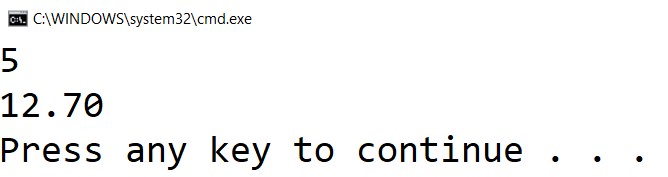 C:\WINDOWS\system32\cmd.exe
5
12.70
Press any key to continue . . .